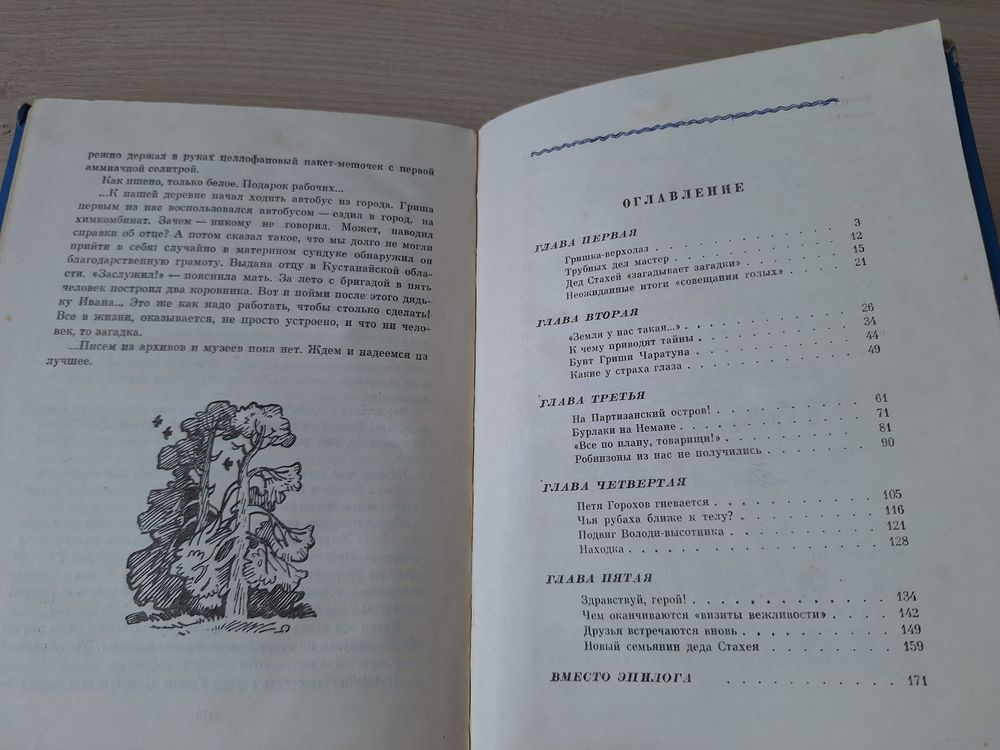 режно держал в руках целлофановый пакет-мешочек с первой
аммиачной селитрой.
Как пшено, только белое. Подарок рабочих...
...К нашей деревне начал ходить автобус из города. Гриша
первым из нас воспользовался автобусом — ездил в город, на
химкомбинат. Зачем — никому не говорил. Может, наводил
справки об отце? А потом сказал такое, что мы долго не могли
прийти в себя: случайно в материном сундуке обнаружил он
благодарственную грамоту. Выдана отцу в Кустанайской обла-
сти. «Заслужил!» — пояснила мать. За лето с бригадой в пять
человек построил два коровника. Вот и пойми после этого дядь-
ку Ивана... Это же как надо работать, чтобы столько сделать!
Все в жизни, оказывается, не просто устроено, и что ни чело-
век, то загадка.
...Писем из архивов и музеев пока нет. Ждем и надеемся на
лучшее.
ОГЛАВЛЕНИЕ
ГЛАВА ПЕРВАЯ
Гришка-верхолаз . . . . . . . . . . 3
Трубных дел мастер . . . . . . . . . 12
Дед Стахей «загадывает загадки» . . . . . . 15
Неожиданные итоги «совещания голых» . . . . 21
ГЛАВА ВТОРАЯ
«Земля у нас такая...» . . . . . . . . . 26
К чему приводят тайны . . . . . . . . 34
Бунт Гриши Чаратуна . . . . . . . . 44
Какие у страха глаза . . . . . . . . . 49
ГЛАВА ТРЕТЬЯ
На Партизанский остров! . . . . . . . . 61
Бурлаки на Немане . . . . . . . . . 71
«Все по плану, товарищи!» . . . . . . . 81
Робинзоны из нас не получились . . . . . . 90
ГЛАВА ЧЕТВЕРТАЯ
Петя Горохов гневается . . . . . . . . 105
Чья рубаха ближе к телу? . . . . . . . 116
Подвиг Володи-высотника . . . . . . . 121
Находка . . . . . . . . . . . . 128
ГЛАВА ПЯТАЯ
Здравствуй, герой! . . . . . . . . . 134
Чем оканчиваются «визиты вежливости» . . . . 142
Друзья встречаются вновь . . . . . . . 149
Новый семьянин деда Стахея . . . . . . 159
ВМЕСТО ЭПИЛОГА . . . . . . . . 171